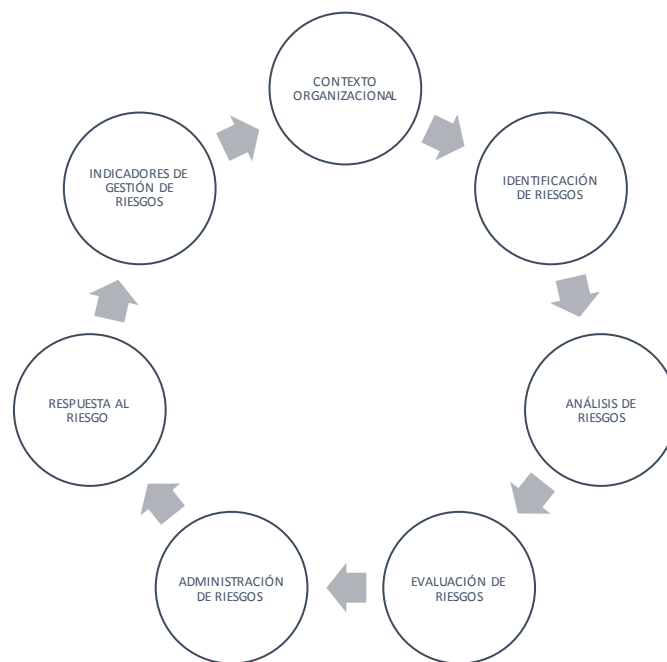 CONTEXTO
ORGANIZACIONAL
IDENTIFICACIÓN
DE RIESGOS
ANÁLISIS DE
RIESGOS
EVALUACIÓN DE
RIESGOS
ADMINISTRACIÓN
DE RIESGOS
RESPUESTA AL
RIESGO
INDICADORES DE
GESTIÓN DE
RIESGOS